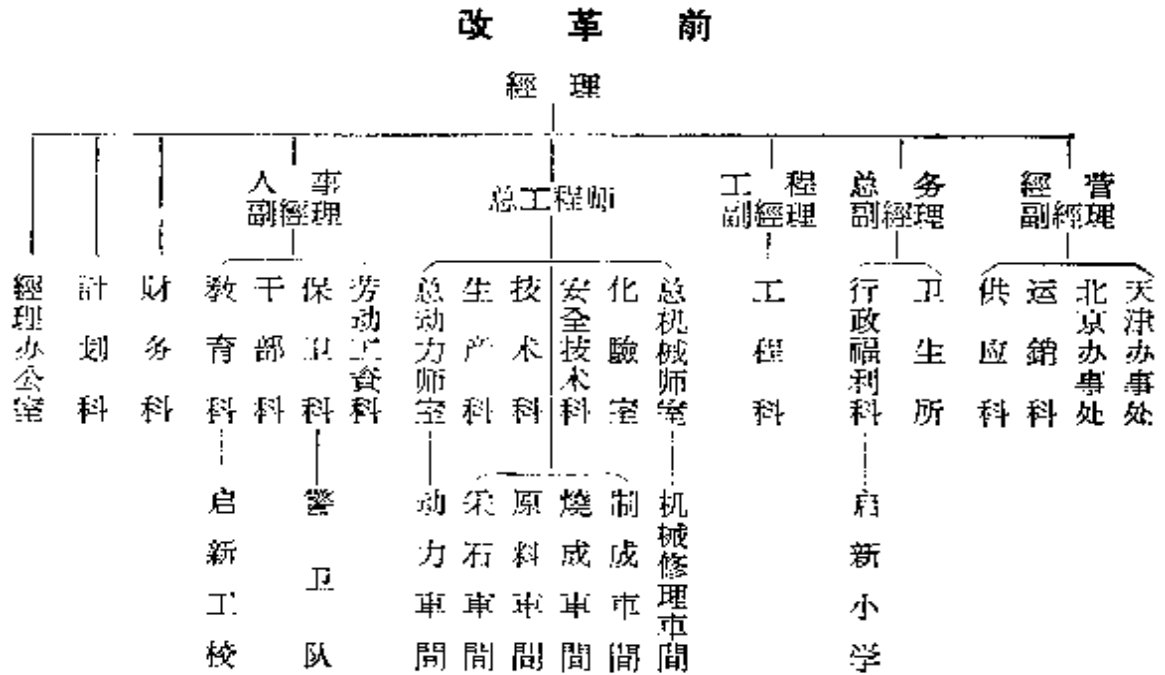 改革前
經理
人事
副經理
总工程师
工程
副經理
总务
副經理
經营
副經理
經理办公室
計划科
財务科
教育科
干部科
保卫科
劳动工資科
总动力师室
生产科
技术科
安全技术科
化驗室
总机械师室
工程科
行政福利科
卫生所
供应科
运銷科
北京办事处
天津办事处
启新工校
警卫队
动力車間
采石車間
原料車間
燒成車間
制成車間
机械修理車間
启新小学